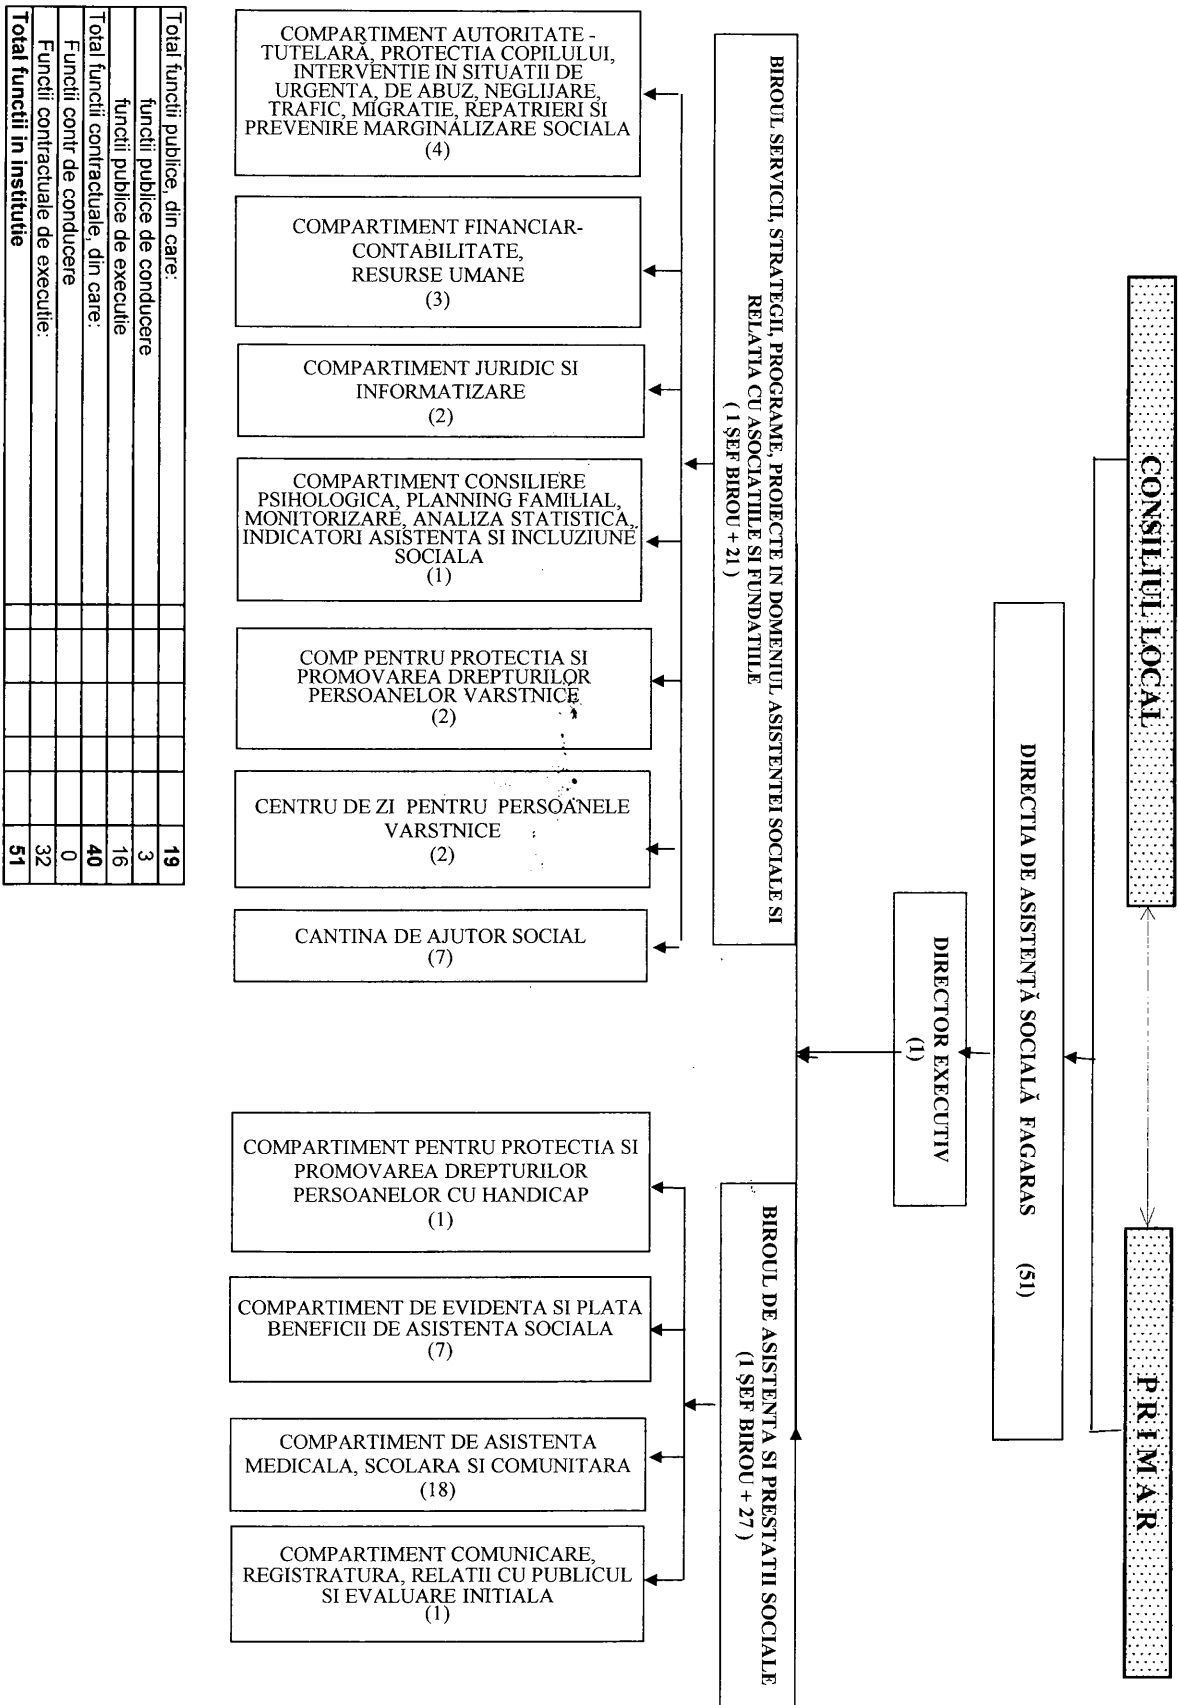 CONSILIUL LOCAL
PRIMAR
DIRECTIA DE ASISTENŢĂ SOCIALĂ FAGARAS (51)
DIRECTOR EXECUTIV
(1)
BIROUL SERVICII, STRATEGII, PROGRAME, PROIECTE IN DOMENIUL ASISTENTEI SOCIALE SI
RELATIA CU ASOCIATIILE SI FUNDATIILE
( 1 ŞEF BIROU + 21 )
BIROUL DE ASISTENTA SI PRESTATII SOCIALE
(1 ŞEF BIROU + 27 )
COMPARTIMENT AUTORITATE -
TUTELARĂ, PROTECTIA COPILULUI,
INTERVENTIE IN SITUATII DE
URGENTA, DE ABUZ, NEGLIJARE,
TRAFIC, MIGRATIE, REPATRIERI SI
PREVENIRE MARGINALIZARE SOCIALA
(4)
COMPARTIMENT FINANCIAR-
CONTABILITATE,
RESURSE UMANE
(3)
COMPARTIMENT JURIDIC SI
INFORMATIZARE
(2)
COMPARTIMENT CONSILIERE
PSIHOLOGICA, PLANNING FAMILIAL,
MONITORIZARE, ANALIZA STATISTICA,
INDICATORI ASISTENTA SI INCLUZIUNE
SOCIALA
(1)
COMP PENTRU PROTECTIA SI
PROMOVAREA DREPTURILOR
PERSOANELOR VARSTNICE
(2)
CENTRU DE ZI PENTRU PERSOANELE
VARSTNICE
(2)
CANTINA DE AJUTOR SOCIAL
(7)
COMPARTIMENT PENTRU PROTECTIA SI
PROMOVAREA DREPTURILOR
PERSOANELOR CU HANDICAP
(1)
COMPARTIMENT DE EVIDENTA SI PLATA
BENEFICII DE ASISTENTA SOCIALA
(7)
COMPARTIMENT DE ASISTENTA
MEDICALA, SCOLARA SI COMUNITARA
(18)
COMPARTIMENT COMUNICARE,
REGISTRATURA, RELATII CU PUBLICUL
SI EVALUARE INITIALA
(1)
Total functii publice, din care: 19
functii publice de conducere 3
functii publice de executie 16
Total functii contractuale, din care: 40
Functii contr de conducere 0
Functii contractuale de executie: 32
Total functii in institutie 51